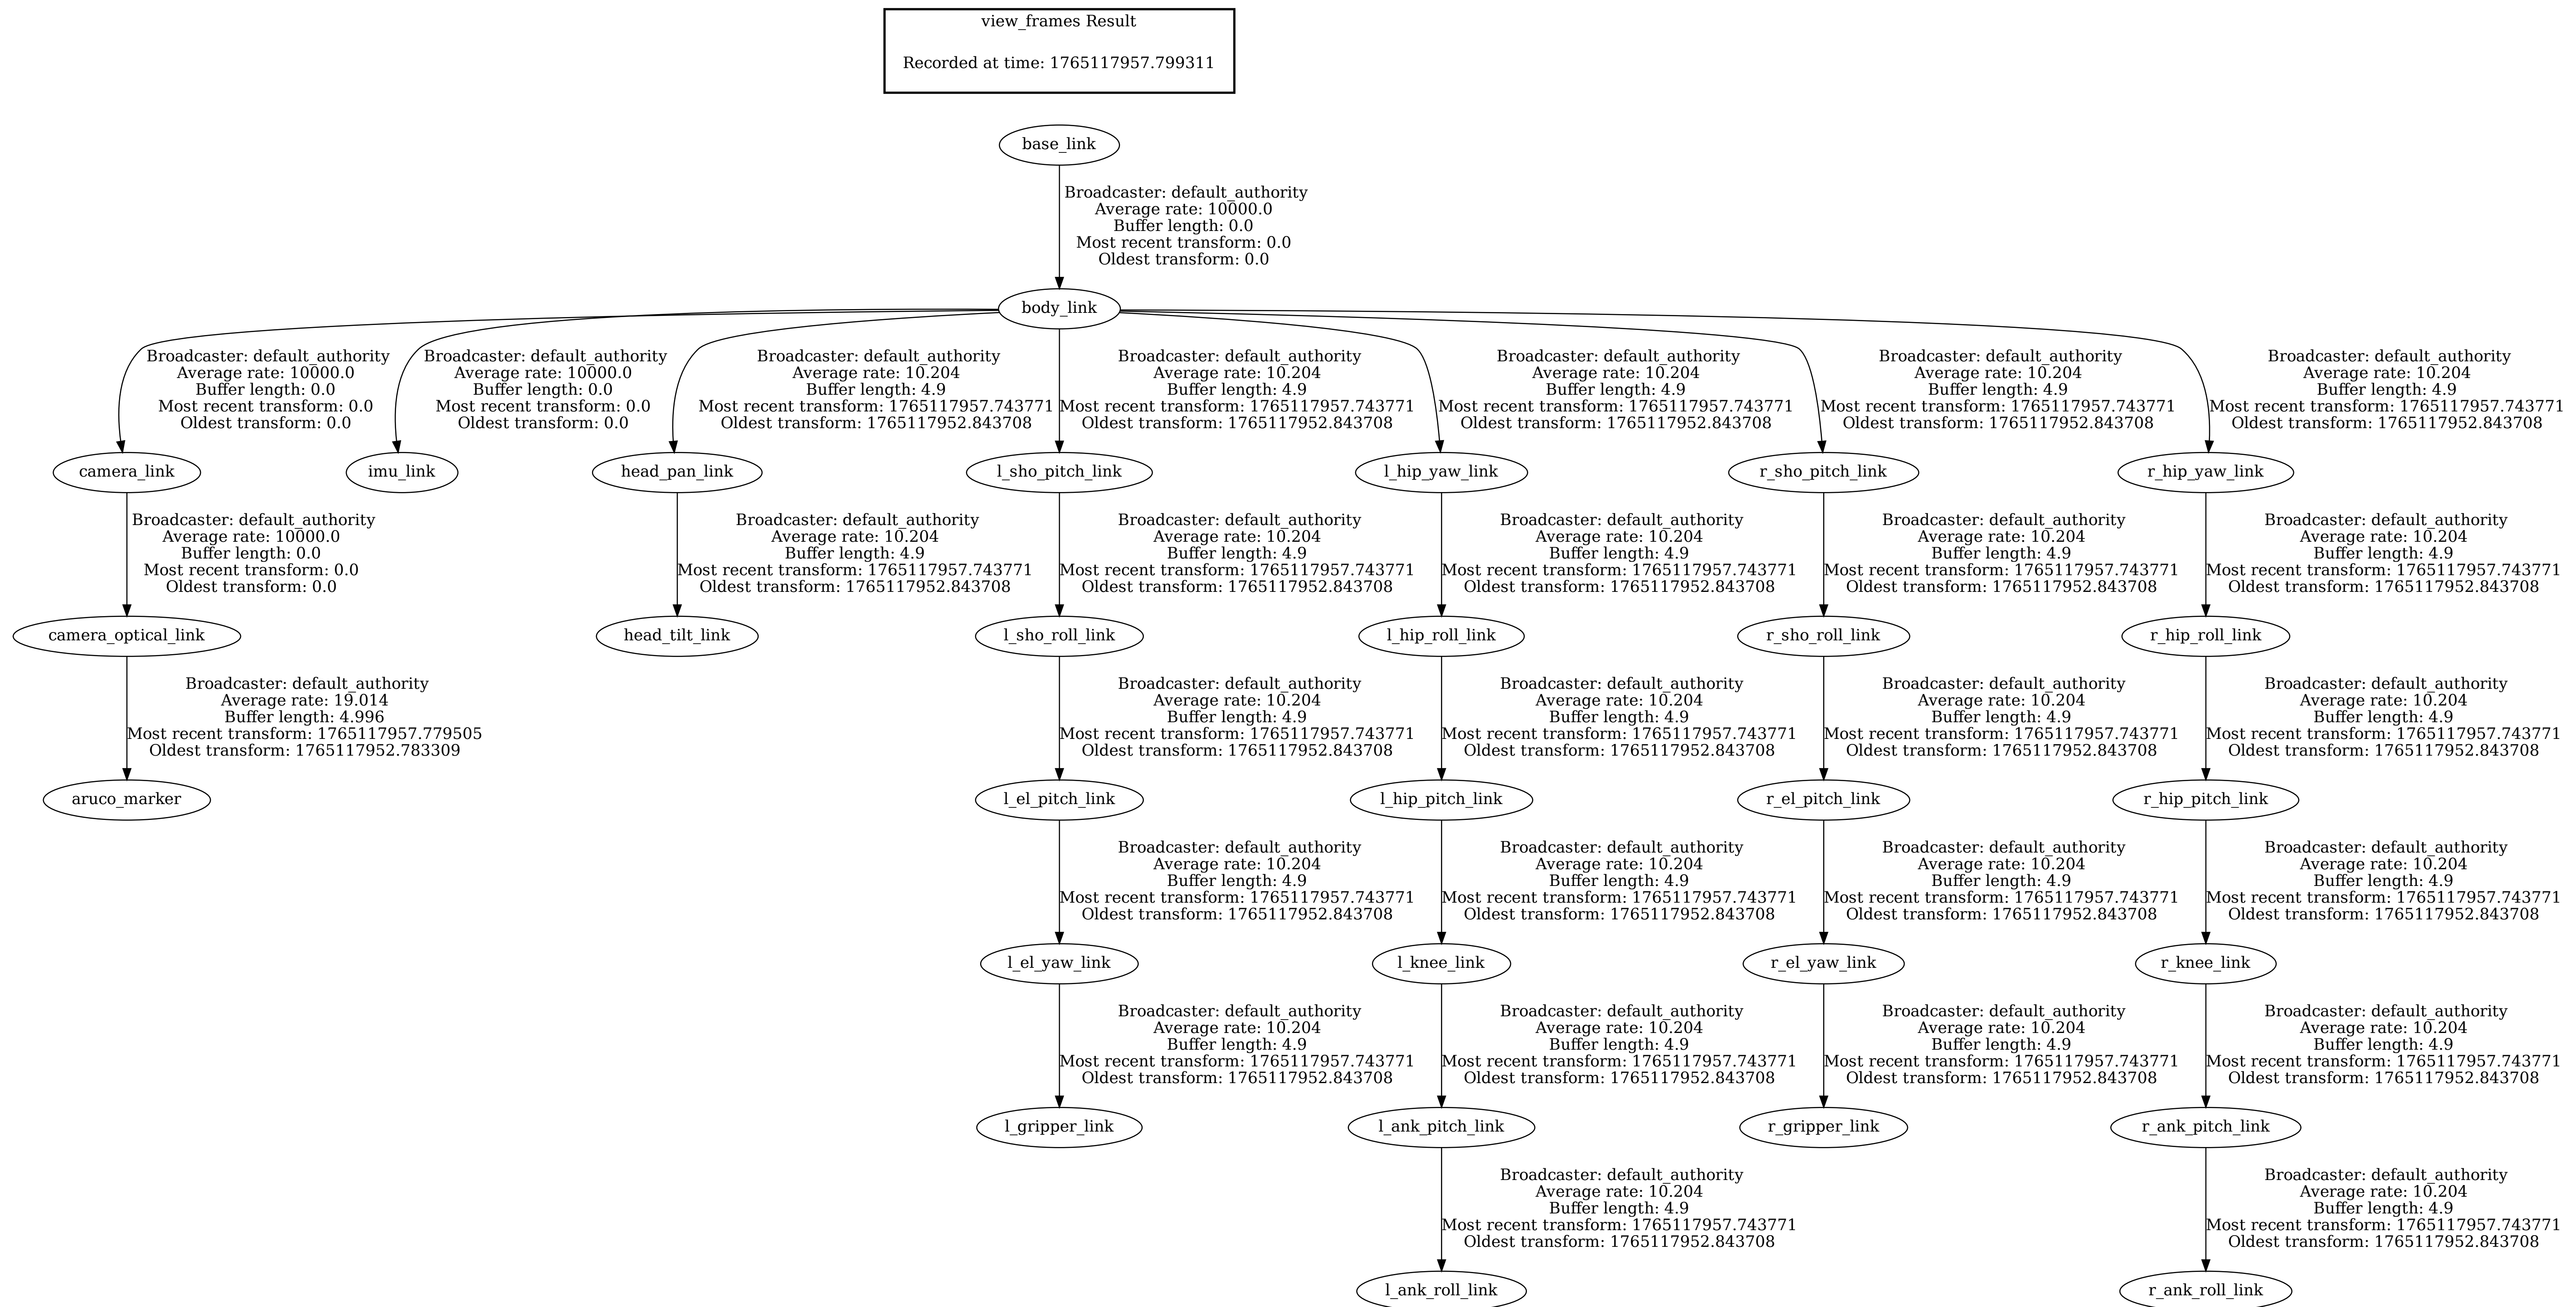 view_frames Result
Recorded at time: 1765117957.799311
base_link
Broadcaster: default_authority
Average rate: 10000.0
Buffer length: 0.0
Most recent transform: 0.0
Oldest transform: 0.0
body_link
Broadcaster: default_authority
Average rate: 10000.0
Buffer length: 0.0
Most recent transform: 0.0
Oldest transform: 0.0
Broadcaster: default_authority
Average rate: 10000.0
Buffer length: 0.0
Most recent transform: 0.0
Oldest transform: 0.0
Broadcaster: default_authority
Average rate: 10.204
Buffer length: 4.9
Most recent transform: 1765117957.743771
Oldest transform: 1765117952.843708
Broadcaster: default_authority
Average rate: 10.204
Buffer length: 4.9
Most recent transform: 1765117957.743771
Oldest transform: 1765117952.843708
Broadcaster: default_authority
Average rate: 10.204
Buffer length: 4.9
Most recent transform: 1765117957.743771
Oldest transform: 1765117952.843708
Broadcaster: default_authority
Average rate: 10.204
Buffer length: 4.9
Most recent transform: 1765117957.743771
Oldest transform: 1765117952.843708
Broadcaster: default_authority
Average rate: 10.204
Buffer length: 4.9
Most recent transform: 1765117957.743771
Oldest transform: 1765117952.843708
camera_link
imu_link
head_pan_link
l_sho_pitch_link
l_hip_yaw_link
r_sho_pitch_link
r_hip_yaw_link
Broadcaster: default_authority
Average rate: 10000.0
Buffer length: 0.0
Most recent transform: 0.0
Oldest transform: 0.0
Broadcaster: default_authority
Average rate: 10.204
Buffer length: 4.9
Most recent transform: 1765117957.743771
Oldest transform: 1765117952.843708
Broadcaster: default_authority
Average rate: 10.204
Buffer length: 4.9
Most recent transform: 1765117957.743771
Oldest transform: 1765117952.843708
Broadcaster: default_authority
Average rate: 10.204
Buffer length: 4.9
Most recent transform: 1765117957.743771
Oldest transform: 1765117952.843708
Broadcaster: default_authority
Average rate: 10.204
Buffer length: 4.9
Most recent transform: 1765117957.743771
Oldest transform: 1765117952.843708
Broadcaster: default_authority
Average rate: 10.204
Buffer length: 4.9
Most recent transform: 1765117957.743771
Oldest transform: 1765117952.843708
camera_optical_link
head_tilt_link
l_sho_roll_link
l_hip_roll_link
r_sho_roll_link
r_hip_roll_link
Broadcaster: default_authority
Average rate: 19.014
Buffer length: 4.996
Most recent transform: 1765117957.779505
Oldest transform: 1765117952.783309
Broadcaster: default_authority
Average rate: 10.204
Buffer length: 4.9
Most recent transform: 1765117957.743771
Oldest transform: 1765117952.843708
Broadcaster: default_authority
Average rate: 10.204
Buffer length: 4.9
Most recent transform: 1765117957.743771
Oldest transform: 1765117952.843708
Broadcaster: default_authority
Average rate: 10.204
Buffer length: 4.9
Most recent transform: 1765117957.743771
Oldest transform: 1765117952.843708
Broadcaster: default_authority
Average rate: 10.204
Buffer length: 4.9
Most recent transform: 1765117957.743771
Oldest transform: 1765117952.843708
aruco_marker
l_el_pitch_link
l_hip_pitch_link
r_el_pitch_link
r_hip_pitch_link
Broadcaster: default_authority
Average rate: 10.204
Buffer length: 4.9
Most recent transform: 1765117957.743771
Oldest transform: 1765117952.843708
Broadcaster: default_authority
Average rate: 10.204
Buffer length: 4.9
Most recent transform: 1765117957.743771
Oldest transform: 1765117952.843708
Broadcaster: default_authority
Average rate: 10.204
Buffer length: 4.9
Most recent transform: 1765117957.743771
Oldest transform: 1765117952.843708
Broadcaster: default_authority
Average rate: 10.204
Buffer length: 4.9
Most recent transform: 1765117957.743771
Oldest transform: 1765117952.843708
l_el_yaw_link
l_knee_link
r_el_yaw_link
r_knee_link
Broadcaster: default_authority
Average rate: 10.204
Buffer length: 4.9
Most recent transform: 1765117957.743771
Oldest transform: 1765117952.843708
Broadcaster: default_authority
Average rate: 10.204
Buffer length: 4.9
Most recent transform: 1765117957.743771
Oldest transform: 1765117952.843708
Broadcaster: default_authority
Average rate: 10.204
Buffer length: 4.9
Most recent transform: 1765117957.743771
Oldest transform: 1765117952.843708
Broadcaster: default_authority
Average rate: 10.204
Buffer length: 4.9
Most recent transform: 1765117957.743771
Oldest transform: 1765117952.843708
l_gripper_link
l_ank_pitch_link
r_gripper_link
r_ank_pitch_link
Broadcaster: default_authority
Average rate: 10.204
Buffer length: 4.9
Most recent transform: 1765117957.743771
Oldest transform: 1765117952.843708
Broadcaster: default_authority
Average rate: 10.204
Buffer length: 4.9
Most recent transform: 1765117957.743771
Oldest transform: 1765117952.843708
l_ank_roll_link
r_ank_roll_link